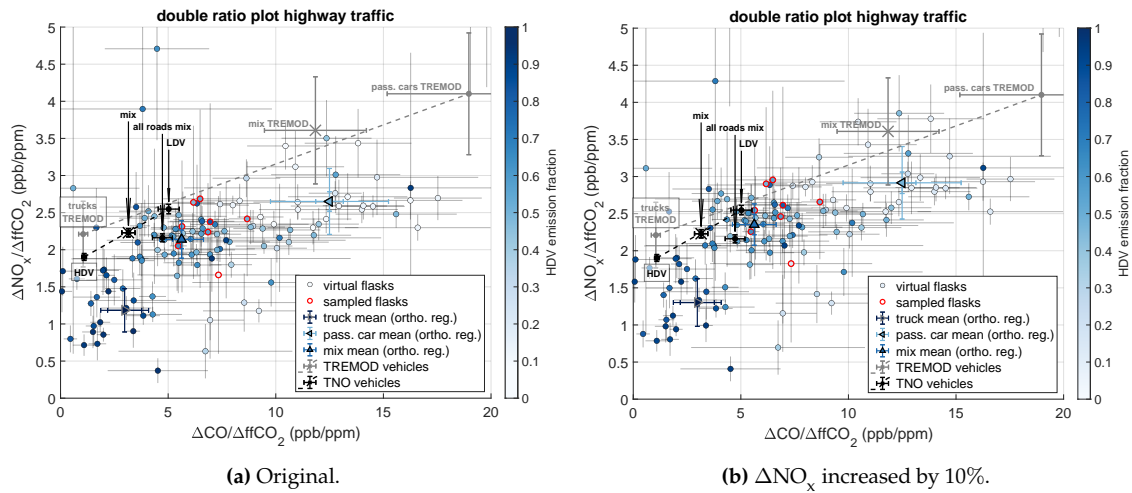 double ratio plot highway traffic
5
4.5
4
3.5
3
2.5
2
1.5
1
0.5
0
0
5
10
15
20
ΔNOₓ/ΔffCO₂ (ppb/ppm)
ΔCO/ΔffCO₂ (ppb/ppm)
pass. cars TREMOD
mix
mix TREMOD
all roads mix
LDV
trucks
TREMOD
HDV
virtual flasks
sampled flasks
truck mean (ortho. reg.)
pass. car mean (ortho. reg.)
mix mean (ortho. reg.)
TREMOD vehicles
TNO vehicles
1
0.9
0.8
0.7
0.6
0.5
0.4
0.3
0.2
0.1
0
HDV emission fraction
(a) Original.
double ratio plot highway traffic
5
4.5
4
3.5
3
2.5
2
1.5
1
0.5
0
0
5
10
15
20
ΔNOₓ/ΔffCO₂ (ppb/ppm)
ΔCO/ΔffCO₂ (ppb/ppm)
pass. cars TREMOD
mix
mix TREMOD
all roads mix
LDV
trucks
TREMOD
HDV
virtual flasks
sampled flasks
truck mean (ortho. reg.)
pass. car mean (ortho. reg.)
mix mean (ortho. reg.)
TREMOD vehicles
TNO vehicles
1
0.9
0.8
0.7
0.6
0.5
0.4
0.3
0.2
0.1
0
HDV emission fraction
(b) ΔNOₓ increased by 10%.